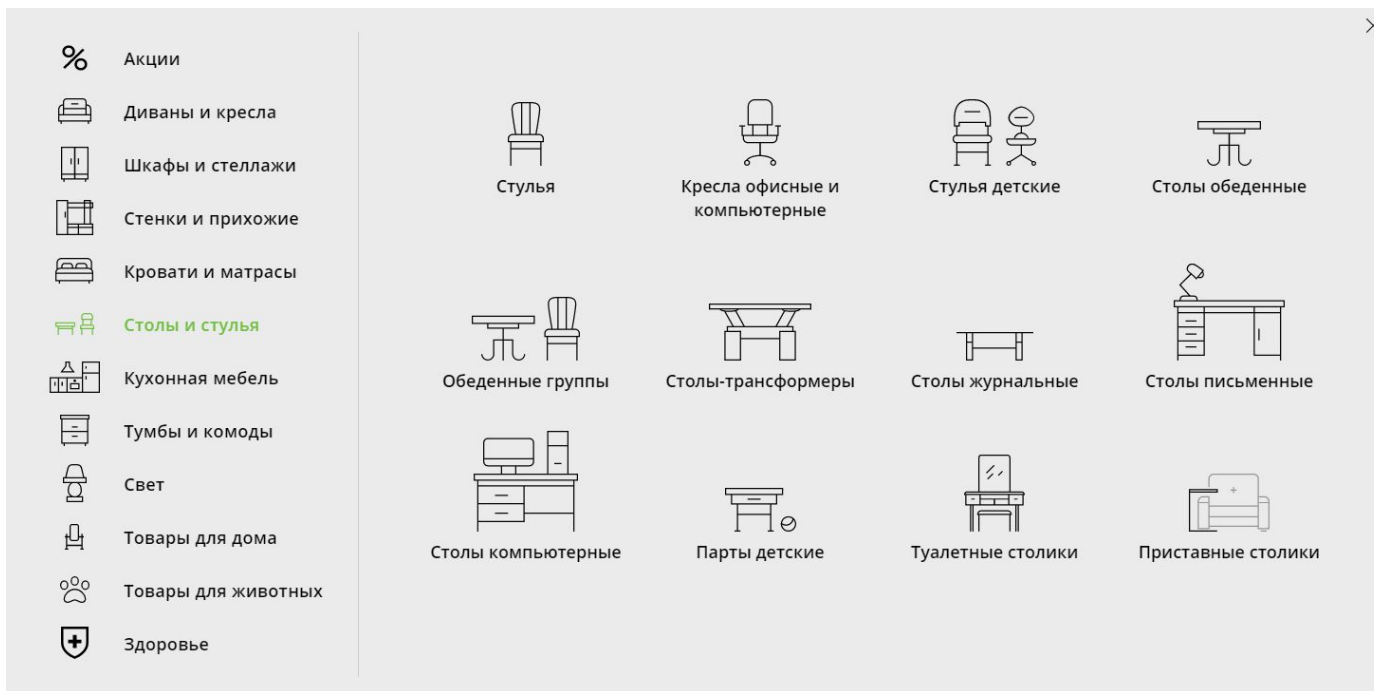 Акции
Диваны и кресла
Шкафы и стеллажи
Стенки и прихожие
Кровати и матрасы
Столы и стулья
Кухонная мебель
Тумбы и комоды
Свет
Товары для дома
Товары для животных
Здоровье
Стулья
Кресла офисные и
компьютерные
Стулья детские
Столы обеденные
Обеденные группы
Столы-трансформеры
Столы журнальные
Столы письменные
Столы компьютерные
Парты детские
Туалетные столики
Приставные столики